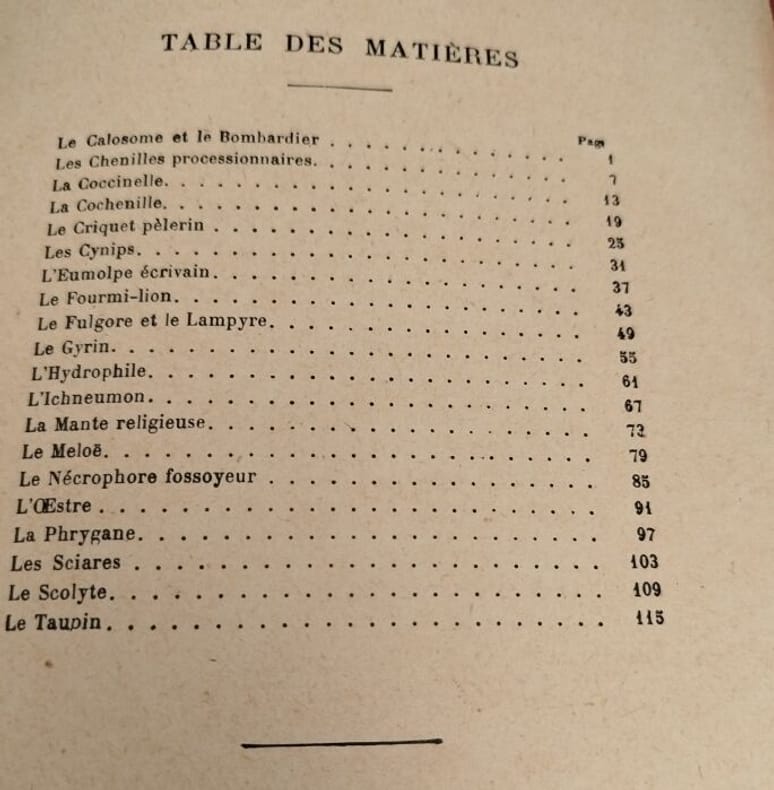 TABLE DES MATIÈRES
Pages
Le Calosome et le Bombardier . . . . . . . . . . . 1
Les Chenilles processionnaires. . . . . . . . . . . 7
La Coccinelle. . . . . . . . . . . . . . . . . . 13
La Cochenille. . . . . . . . . . . . . . . . . . 19
Le Criquet pèlerin . . . . . . . . . . . . . . . . 25
Les Cynips. . . . . . . . . . . . . . . . . . . 31
L'Eumolpe écrivain. . . . . . . . . . . . . . . . 37
Le Fourmi-lion. . . . . . . . . . . . . . . . . . 43
Le Fulgore et le Lampyre. . . . . . . . . . . . . . 49
Le Gyrin. . . . . . . . . . . . . . . . . . . . 55
L'Hydrophile. . . . . . . . . . . . . . . . . . . 61
L'Ichneumon. . . . . . . . . . . . . . . . . . . 67
La Mante religieuse. . . . . . . . . . . . . . . . 73
Le Meloë. . . . . . . . . . . . . . . . . . . . 79
Le Nécrophore fossoyeur . . . . . . . . . . . . . . 85
L'Œstre . . . . . . . . . . . . . . . . . . . . 91
La Phrygane. . . . . . . . . . . . . . . . . . . 97
Les Sciares . . . . . . . . . . . . . . . . . . . 103
Le Scolyte. . . . . . . . . . . . . . . . . . . . 109
Le Taupin. . . . . . . . . . . . . . . . . . . . 115